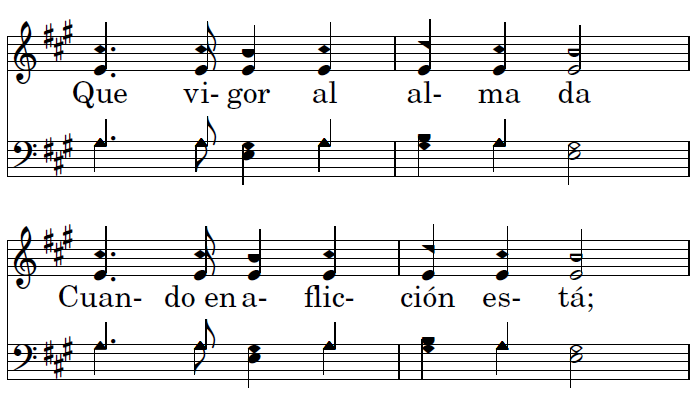 Que vi- gor al al- ma da
Cuan- do en a- flic- ción es- tá;